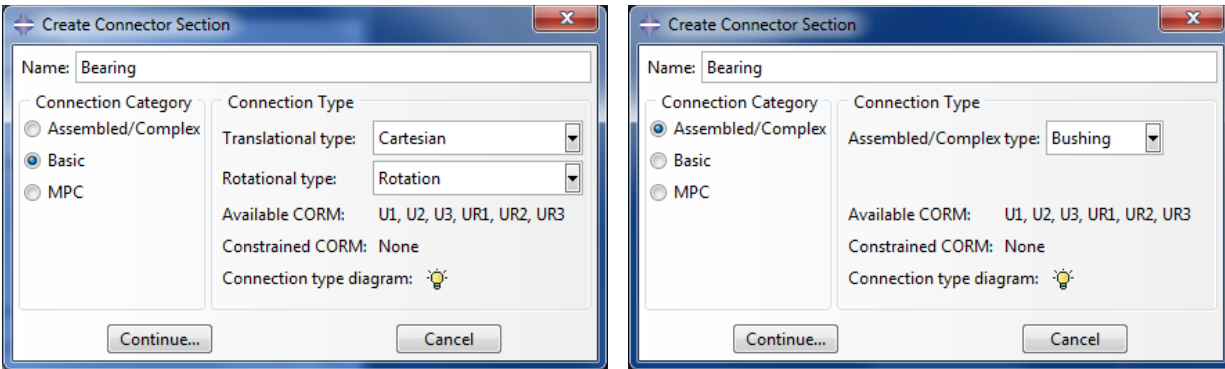 Create Connector Section
Name: Bearing
Connection Category
Assembled/Complex
Basic
MPC
Connection Type
Translational type: Cartesian
Rotational type: Rotation
Available CORM: U1, U2, U3, UR1, UR2, UR3
Constrained CORM: None
Connection type diagram:
Continue... Cancel
Create Connector Section
Name: Bearing
Connection Category
Assembled/Complex
Basic
MPC
Connection Type
Assembled/Complex type: Bushing
Available CORM: U1, U2, U3, UR1, UR2, UR3
Constrained CORM: None
Connection type diagram:
Continue... Cancel